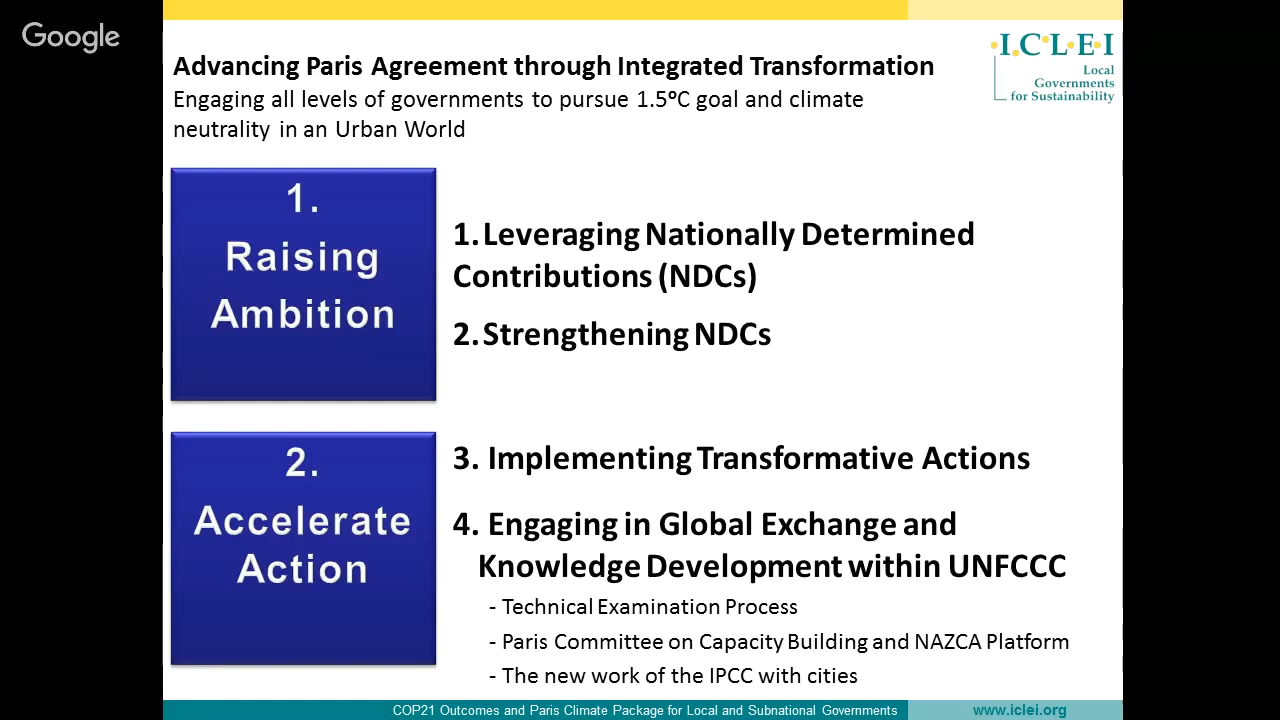 Google
I.C.L.E.I
Local
Governments
for Sustainability
Advancing Paris Agreement through Integrated Transformation
Engaging all levels of governments to pursue 1.5ºC goal and climate
neutrality in an Urban World
1.
Raising
Ambition
1. Leveraging Nationally Determined
Contributions (NDCs)
2. Strengthening NDCs
2.
Accelerate
Action
3. Implementing Transformative Actions
4. Engaging in Global Exchange and
Knowledge Development within UNFCCC
- Technical Examination Process
- Paris Committee on Capacity Building and NAZCA Platform
- The new work of the IPCC with cities
COP21 Outcomes and Paris Climate Package for Local and Subnational Governments
www.iclei.org